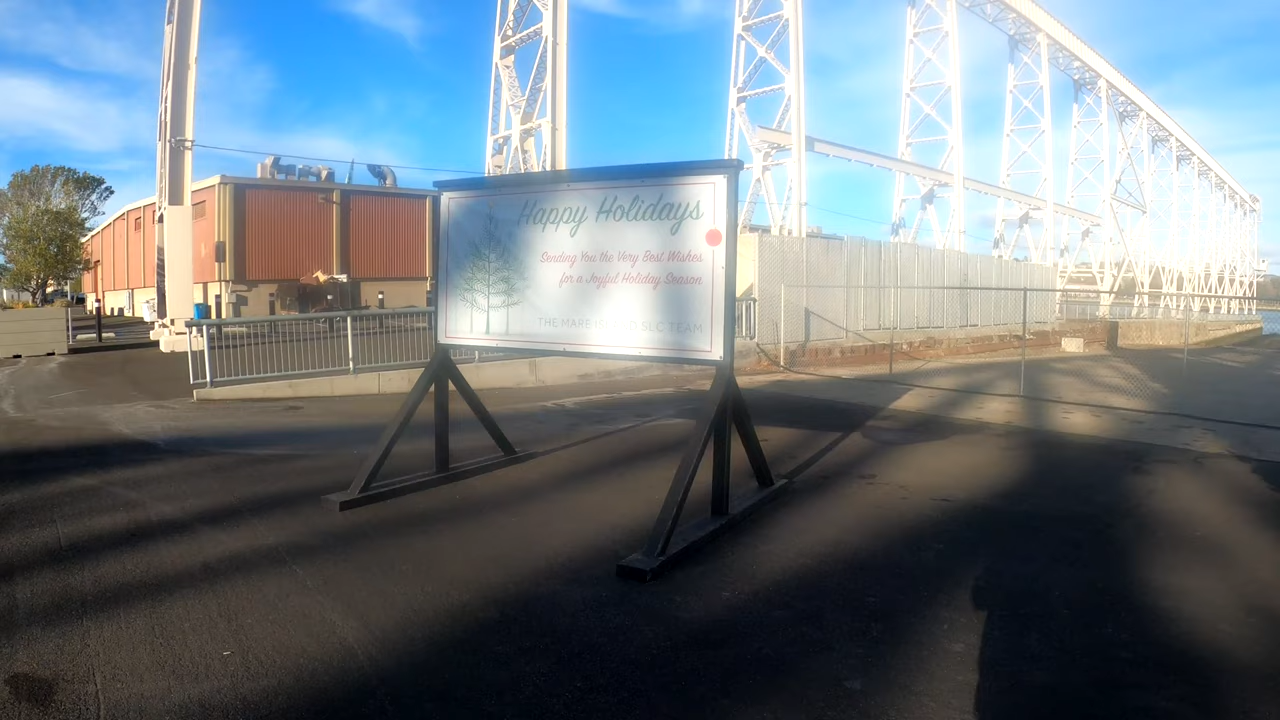 Happy Holidays
Sending You the Very Best Wishes
for a Joyful Holiday Season
THE MARE ISLAND SLC TEAM